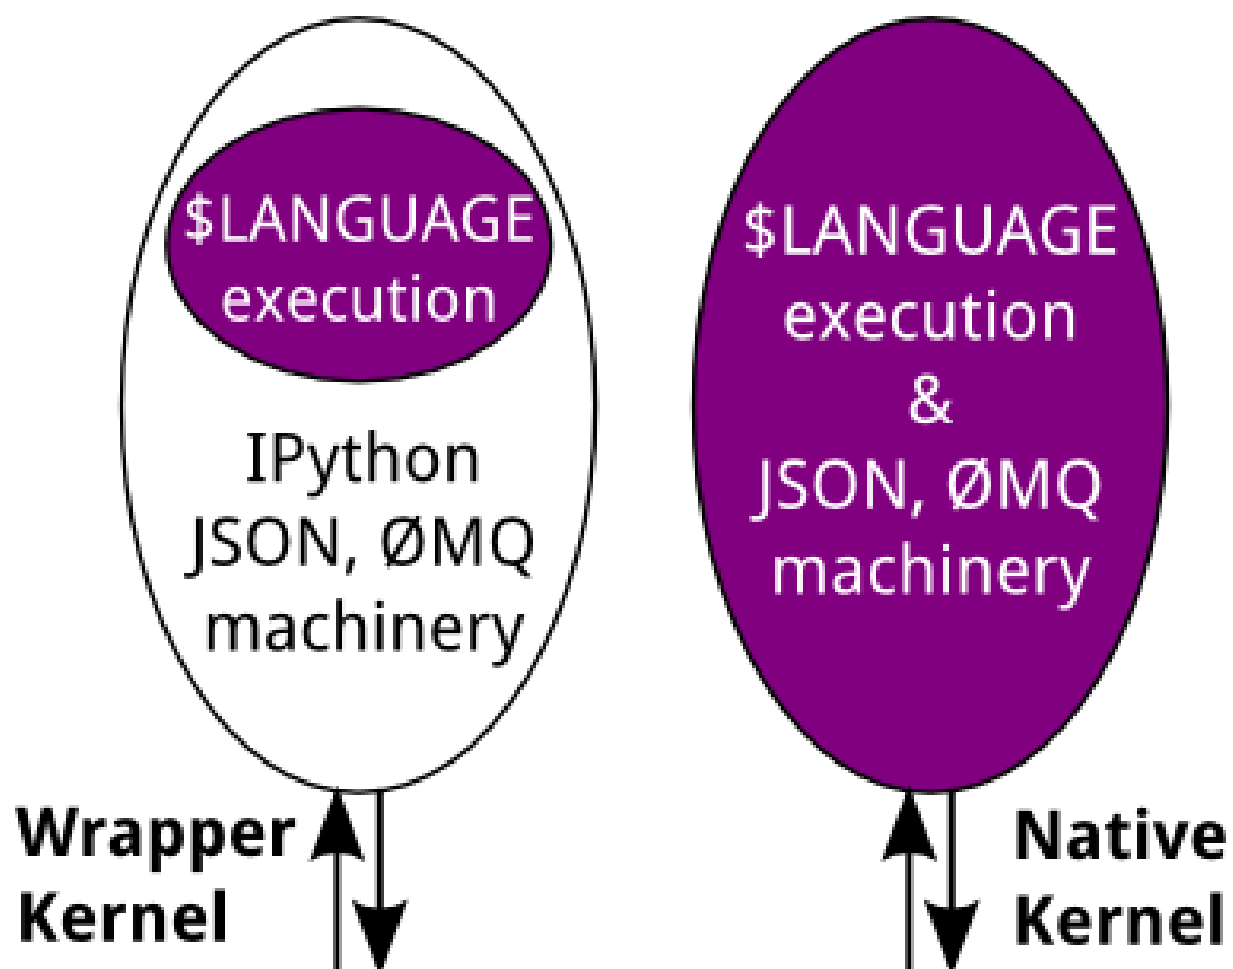 $LANGUAGE
execution
IPython
JSON, ØMQ
machinery
Wrapper
Kernel
$LANGUAGE
execution
&
JSON, ØMQ
machinery
Native
Kernel